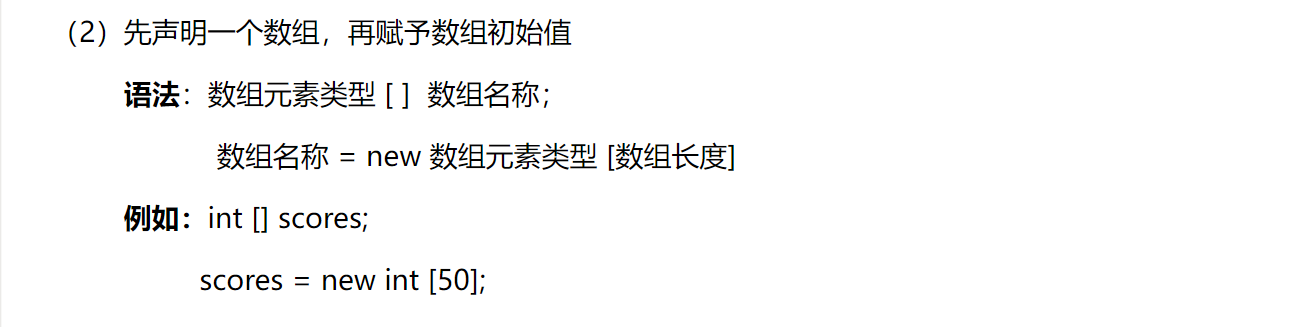 （2）先声明一个数组，再赋予数组初始值
语法：数组元素类型 [ ]  数组名称；
数组名称 = new 数组元素类型 [数组长度]
例如：int [] scores;
scores = new int [50];